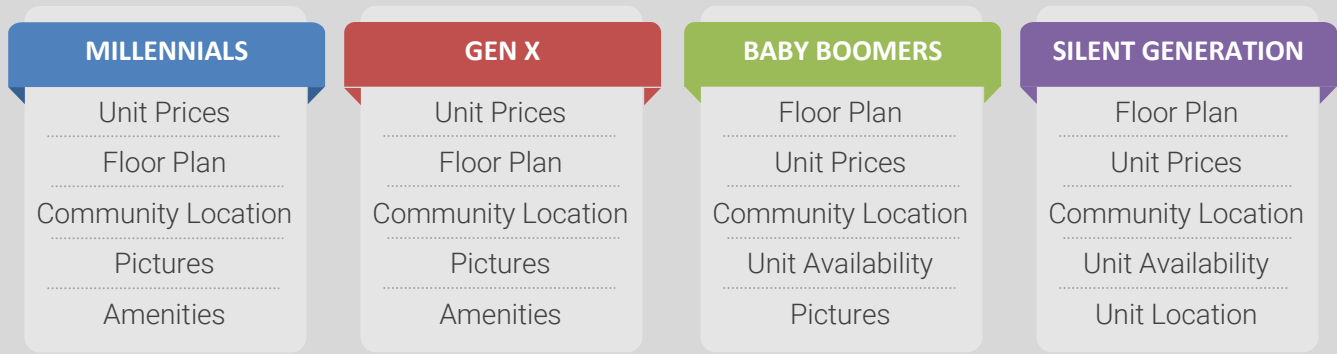 MILLENNIALS
Unit Prices
Floor Plan
Community Location
Pictures
Amenities
GEN X
Unit Prices
Floor Plan
Community Location
Pictures
Amenities
BABY BOOMERS
Floor Plan
Unit Prices
Community Location
Unit Availability
Pictures
SILENT GENERATION
Floor Plan
Unit Prices
Community Location
Unit Availability
Unit Location